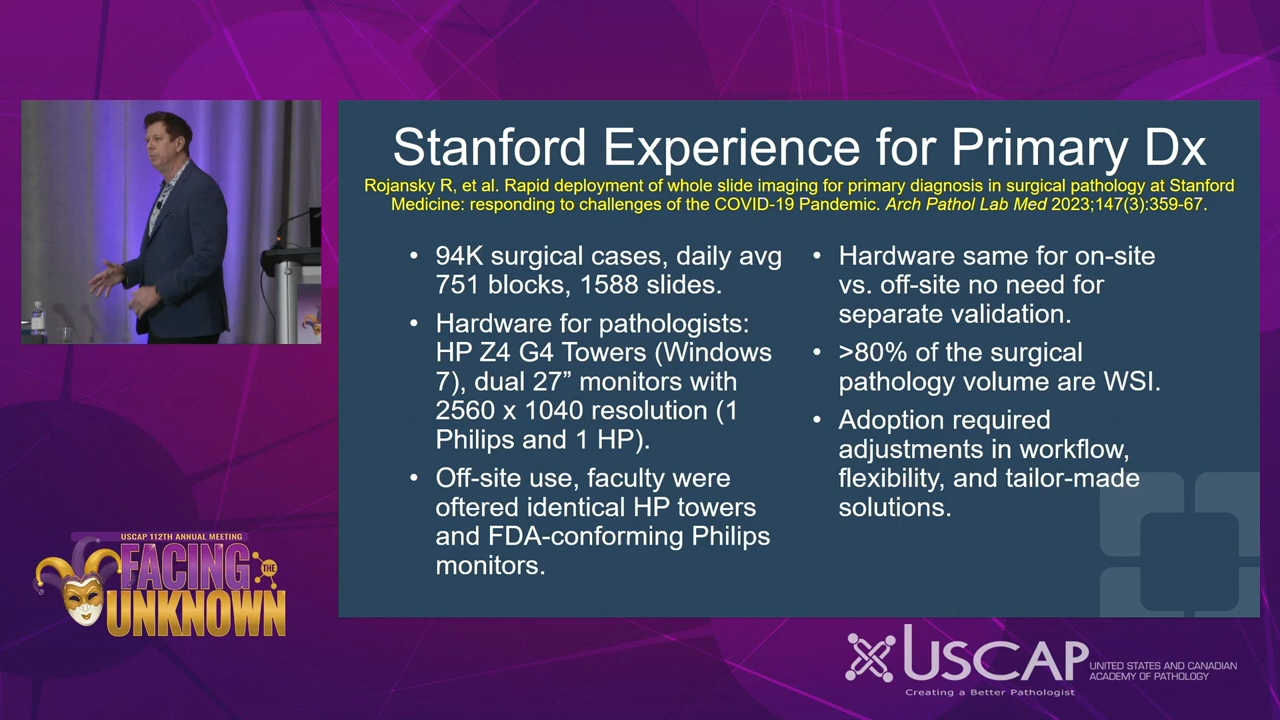 Stanford Experience for Primary Dx
Rojansky R, et al. Rapid deployment of whole slide imaging for primary diagnosis in surgical pathology at Stanford
Medicine: responding to challenges of the COVID-19 Pandemic. Arch Pathol Lab Med 2023;147(3):359-67.
• 94K surgical cases, daily avg
751 blocks, 1588 slides.
• Hardware for pathologists:
HP Z4 G4 Towers (Windows
7), dual 27” monitors with
2560 x 1040 resolution (1
Philips and 1 HP).
• Off-site use, faculty were
oftered identical HP towers
and FDA-conforming Philips
monitors.
• Hardware same for on-site
vs. off-site no need for
separate validation.
• >80% of the surgical
pathology volume are WSI.
• Adoption required
adjustments in workflow,
flexibility, and tailor-made
solutions.
USCAP 112TH ANNUAL MEETING
FACING THE
UNKNOWN
USCAP
UNITED STATES AND CANADIAN
ACADEMY OF PATHOLOGY
Creating a Better Pathologist